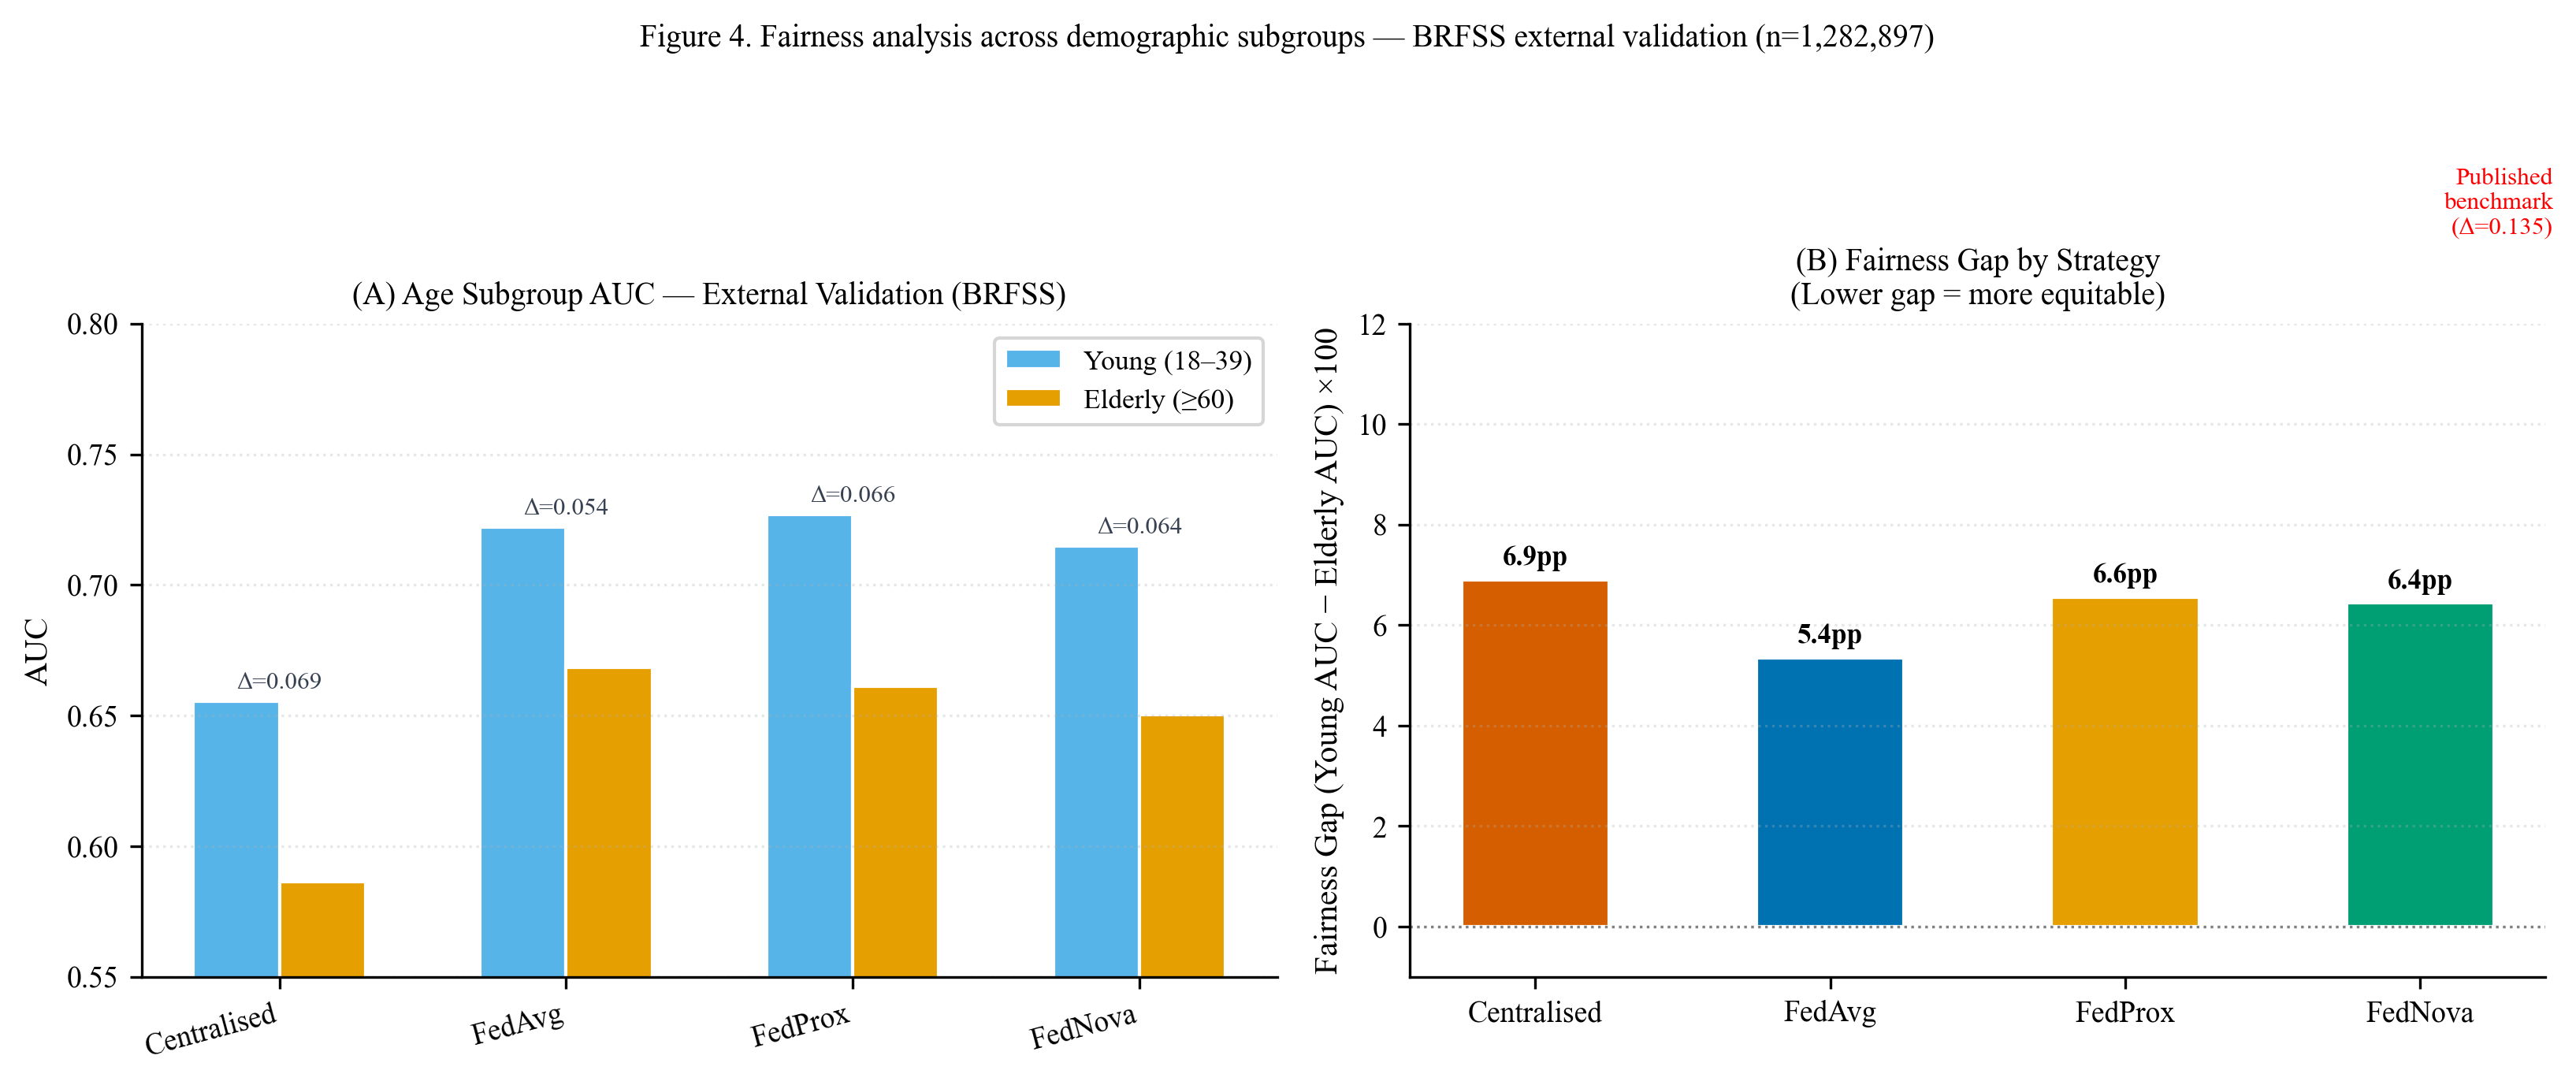 Figure 4. Fairness analysis across demographic subgroups — BRFSS external validation (n=1,282,897)
Published
benchmark
(Δ=0.135)
(A) Age Subgroup AUC — External Validation (BRFSS)
AUC
0.80
0.75
0.70
0.65
0.60
0.55
Young (18–39)
Elderly (≥60)
Δ=0.069
Δ=0.054
Δ=0.066
Δ=0.064
Centralised
FedAvg
FedProx
FedNova
(B) Fairness Gap by Strategy
(Lower gap = more equitable)
Fairness Gap (Young AUC − Elderly AUC) ×100
12
10
8
6
4
2
0
6.9pp
5.4pp
6.6pp
6.4pp
Centralised
FedAvg
FedProx
FedNova